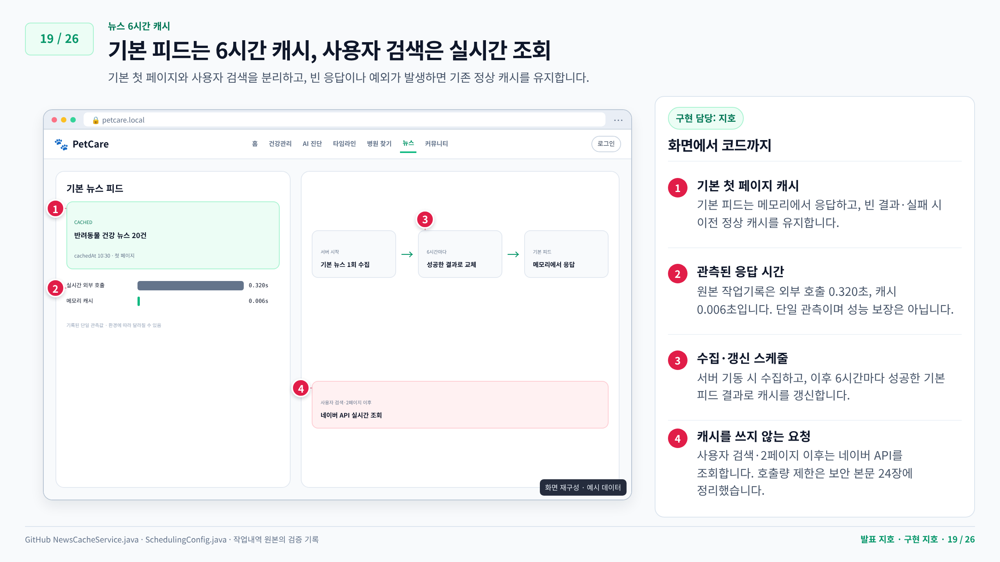 19 / 26
뉴스 6시간 캐시
기본 피드는 6시간 캐시, 사용자 검색은 실시간 조회
기본 첫 페이지와 사용자 검색을 분리하고, 빈 응답이나 예외가 발생하면 기존 정상 캐시를 유지합니다.
petcare.local
...
PetCare
홈 건강관리 AI 진단 타임라인 병원 찾기 뉴스 커뮤니티
로그인
기본 뉴스 피드
1
CACHED
반려동물 건강 뉴스 20건
cachedAt 10:30 · 첫 페이지
2
실시간 외부 호출 0.320s
메모리 캐시 0.006s
기록된 단일 관측값 · 환경에 따라 달라질 수 있음
3
서버 시작
기본 뉴스 1회 수집
→
6시간마다
성공한 결과로 교체
→
기본 피드
메모리에서 응답
4
사용자 검색·2페이지 이후
네이버 API 실시간 조회
화면 재구성 · 예시 데이터
구현 담당: 지호
화면에서 코드까지
1
기본 첫 페이지 캐시
기본 피드는 메모리에서 응답하고, 빈 결과·실패 시
이전 정상 캐시를 유지합니다.
2
관측된 응답 시간
원본 작업기록은 외부 호출 0.320초, 캐시
0.006초입니다. 단일 관측이며 성능 보장은 아닙니다.
3
수집·갱신 스케줄
서버 기동 시 수집하고, 이후 6시간마다 성공한 기본
피드 결과로 캐시를 갱신합니다.
4
캐시를 쓰지 않는 요청
사용자 검색·2페이지 이후는 네이버 API를
조회합니다. 호출량 제한은 보안 본문 24장에
정리했습니다.
GitHub NewsCacheService.java · SchedulingConfig.java · 작업내역 원본의 검증 기록
발표 지호 · 구현 지호 · 19 / 26